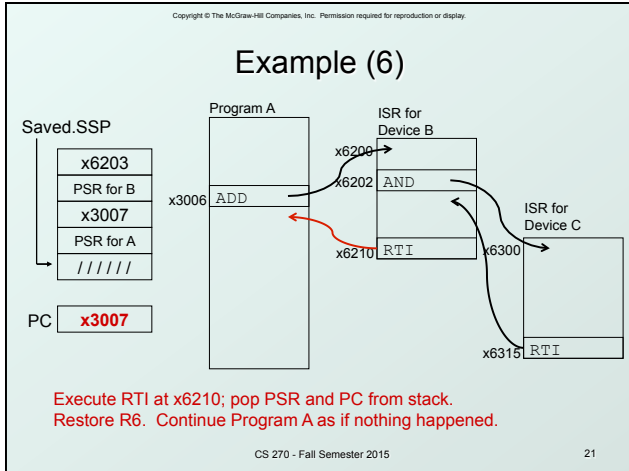 Copyright © The McGraw-Hill Companies, Inc. Permission required for reproduction or display.
Example (6)
Saved.SSP
x6203
PSR for B
x3007
PSR for A
/ / / / / /
PC
x3007
Program A
x3006
ADD
ISR for
Device B
x6200
x6202
AND
x6210
RTI
ISR for
Device C
x6300
x6315
RTI
Execute RTI at x6210; pop PSR and PC from stack.
Restore R6. Continue Program A as if nothing happened.
CS 270 - Fall Semester 2015
21